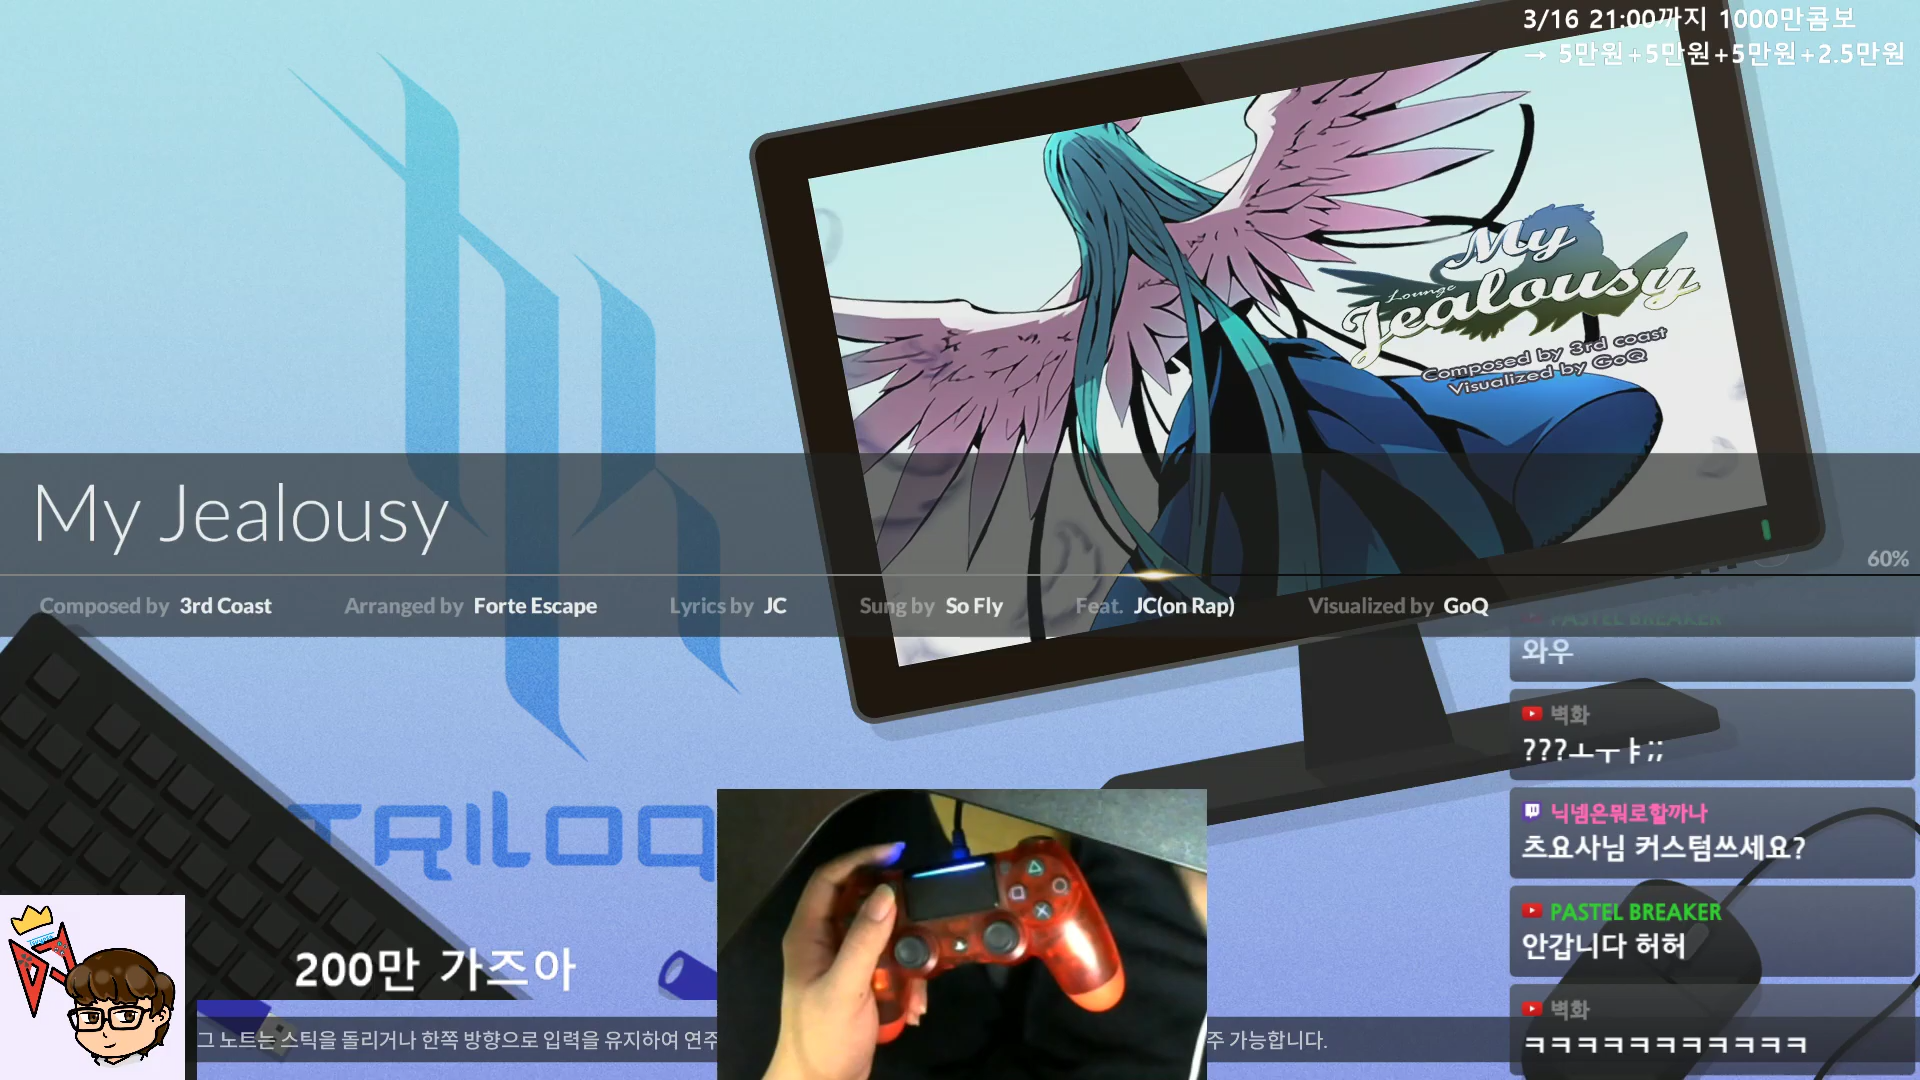 3/16 21:00까지 1000만콤보
→ 5만원+5만원+5만원+2.5만원
My
Lounge
Jealousy
Composed by 3rd coast
Visualized by GoQ
My Jealousy
60%
Composed by 3rd Coast Arranged by Forte Escape Lyrics by JC Sung by So Fly Feat. JC(on Rap) Visualized by GoQ
PASTEL BREAKER
와우
벽화
???ㅗㅜㅑ;;
닉넴은뭐로할까나
츠요사님 커스텀쓰세요?
PASTEL BREAKER
안갑니다 허허
벽화
ㅋㅋㅋㅋㅋㅋㅋㅋㅋㅋㅋ
TRILOG
200만 가즈아
그 노트는 스틱을 돌리거나 한쪽 방향으로 입력을 유지하여 연주 가능합니다.